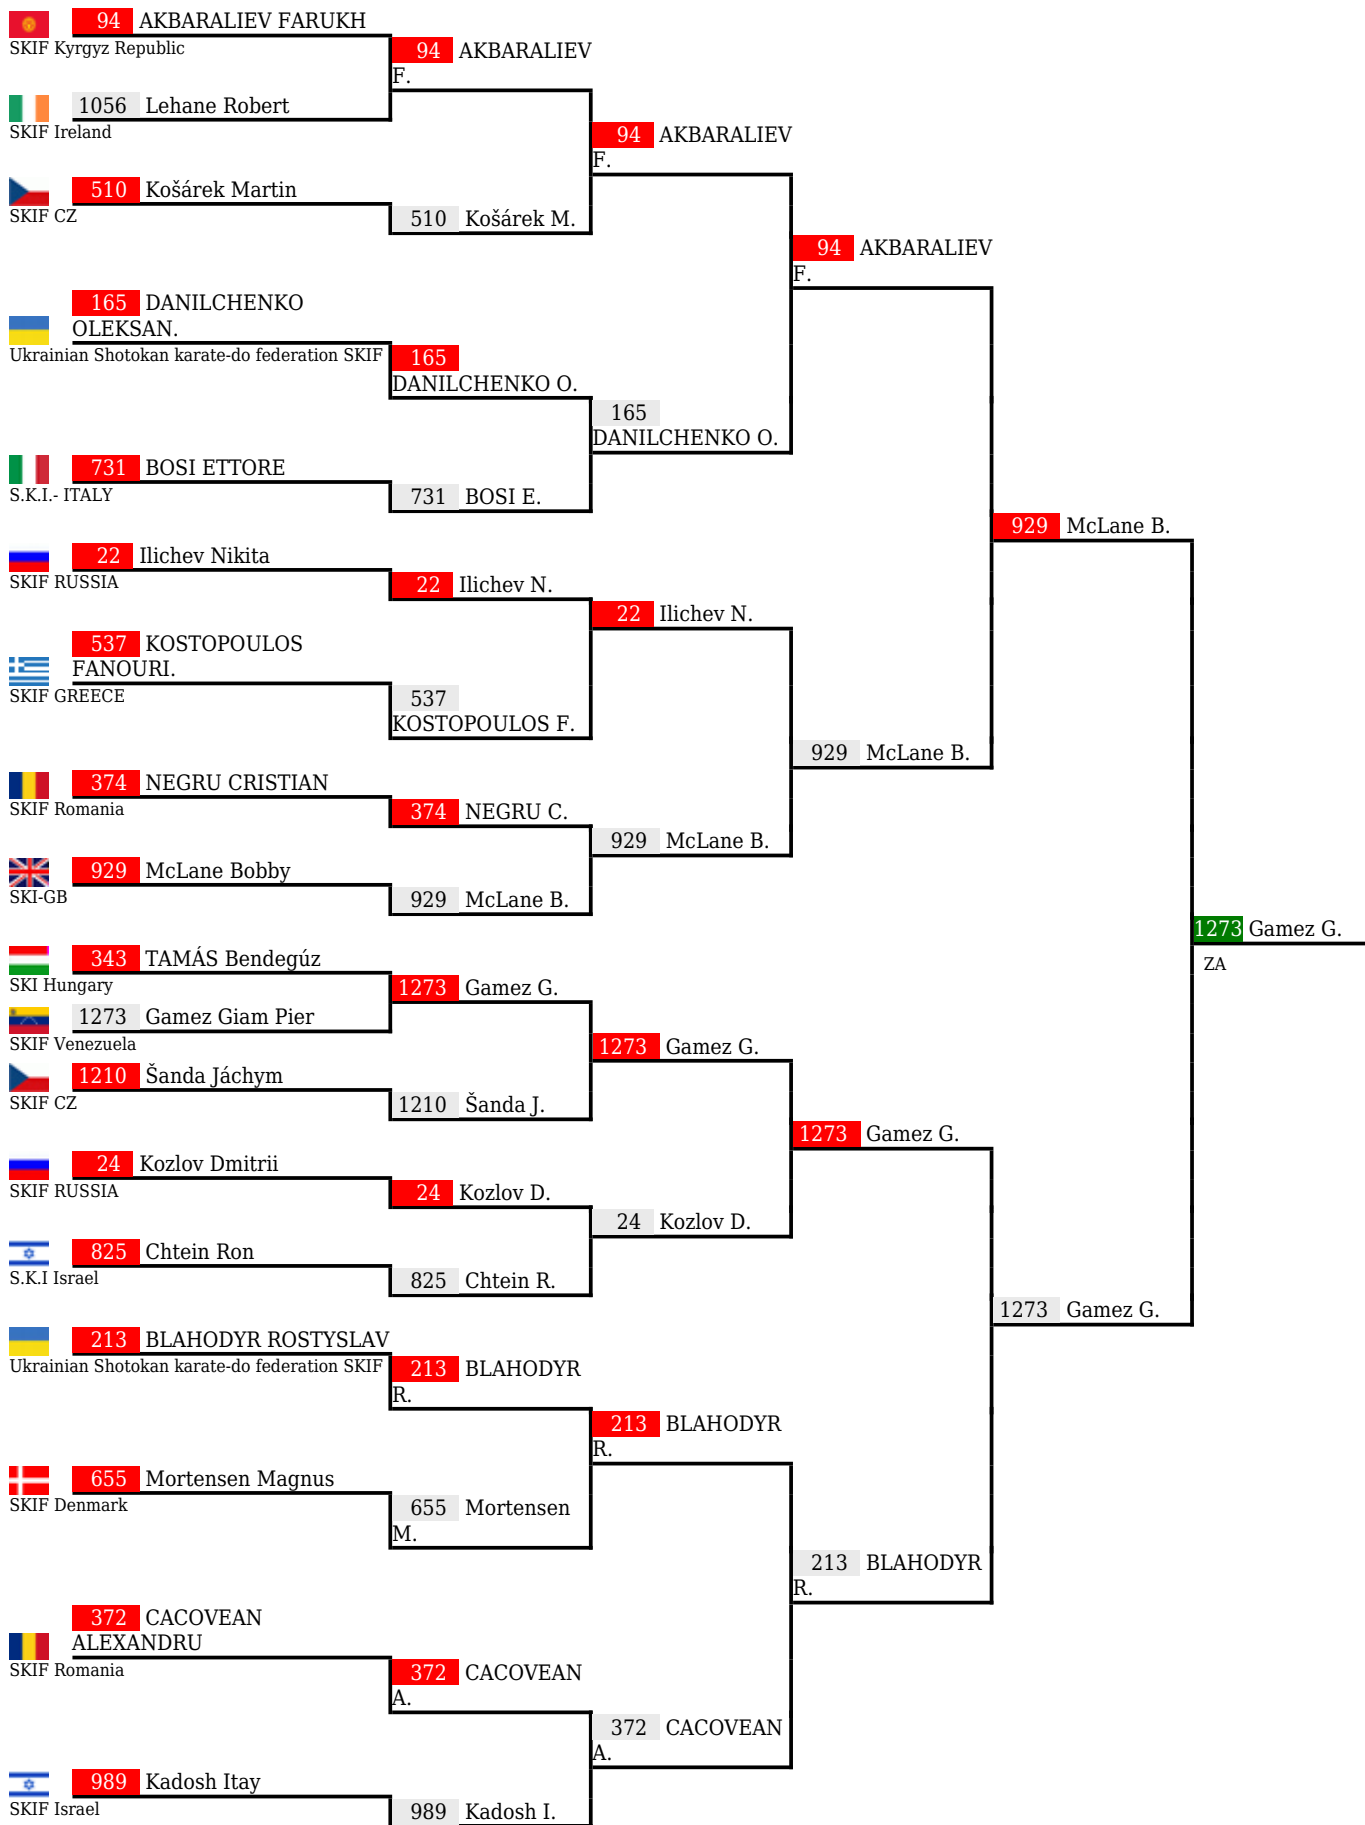 94 AKBARALIEV FARUKH
SKIF Kyrgyz Republic
94 AKBARALIEV
F.
1056 Lehane Robert
SKIF Ireland
94 AKBARALIEV
F.
510 Košárek Martin
SKIF CZ
510 Košárek M.
94 AKBARALIEV
F.
165 DANILCHENKO
OLEKSAN.
Ukrainian Shotokan karate-do federation SKIF
165
DANILCHENKO O.
165
DANILCHENKO O.
731 BOSI ETTORE
S.K.I.- ITALY
731 BOSI E.
929 McLane B.
22 Ilichev Nikita
SKIF RUSSIA
22 Ilichev N.
22 Ilichev N.
537 KOSTOPOULOS
FANOURI.
SKIF GREECE
537
KOSTOPOULOS F.
929 McLane B.
374 NEGRU CRISTIAN
SKIF Romania
374 NEGRU C.
929 McLane B.
929 McLane Bobby
SKI-GB
929 McLane B.
1273 Gamez G.
ZA
343 TAMÁS Bendegúz
SKI Hungary
1273 Gamez G.
1273 Gamez Giam Pier
SKIF Venezuela
1273 Gamez G.
1210 Šanda Jáchym
SKIF CZ
1210 Šanda J.
1273 Gamez G.
24 Kozlov Dmitrii
SKIF RUSSIA
24 Kozlov D.
24 Kozlov D.
825 Chtein Ron
S.K.I Israel
825 Chtein R.
1273 Gamez G.
213 BLAHODYR ROSTYSLAV
Ukrainian Shotokan karate-do federation SKIF
213 BLAHODYR
R.
213 BLAHODYR
R.
655 Mortensen Magnus
SKIF Denmark
655 Mortensen
M.
213 BLAHODYR
R.
372 CACOVEAN
ALEXANDRU
SKIF Romania
372 CACOVEAN
A.
372 CACOVEAN
A.
989 Kadosh Itay
SKIF Israel
989 Kadosh I.